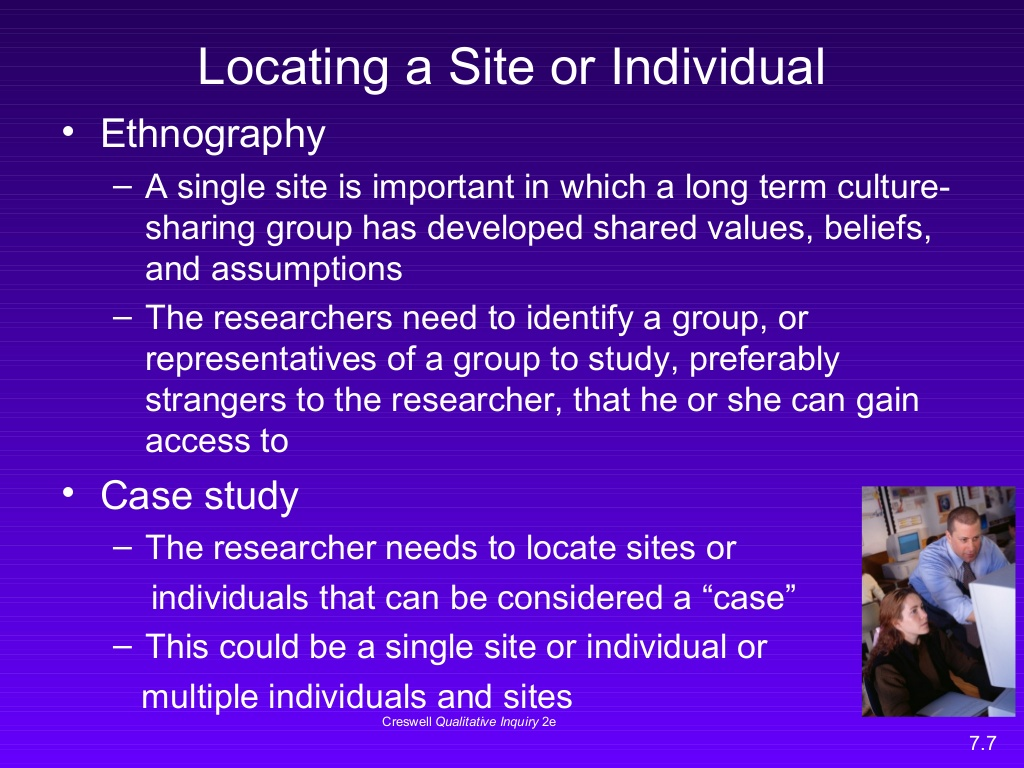 Locating a Site or Individual
• Ethnography
– A single site is important in which a long term culture-
sharing group has developed shared values, beliefs,
and assumptions
– The researchers need to identify a group, or
representatives of a group to study, preferably
strangers to the researcher, that he or she can gain
access to
• Case study
– The researcher needs to locate sites or
individuals that can be considered a “case”
– This could be a single site or individual or
multiple individuals and sites
Creswell Qualitative Inquiry 2e
7.7